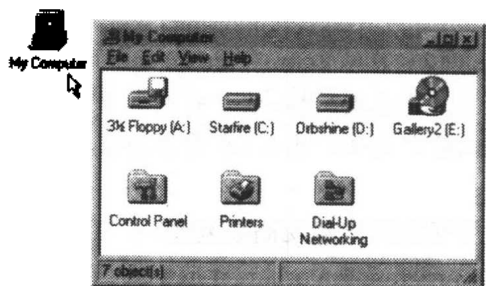 My Computer
My Computer
File Edit View Help
3½ Floppy (A:) Starfire (C:) Orbshine (D:) Gallery2 (E:)
Control Panel Printers Dial-Up
Networking
7 object(s)